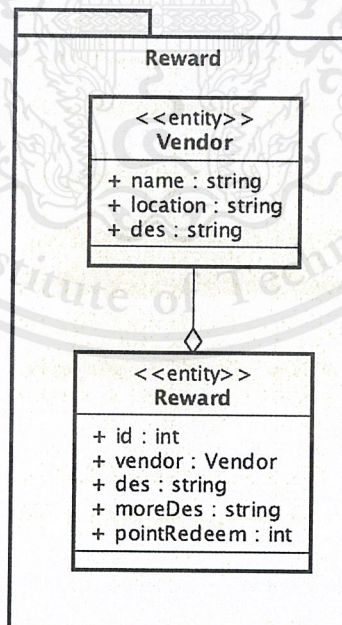 Reward
<<entity>>
Vendor
+ name : string
+ location : string
+ des : string
<<entity>>
Reward
+ id : int
+ vendor : Vendor
+ des : string
+ moreDes : string
+ pointRedeem : int